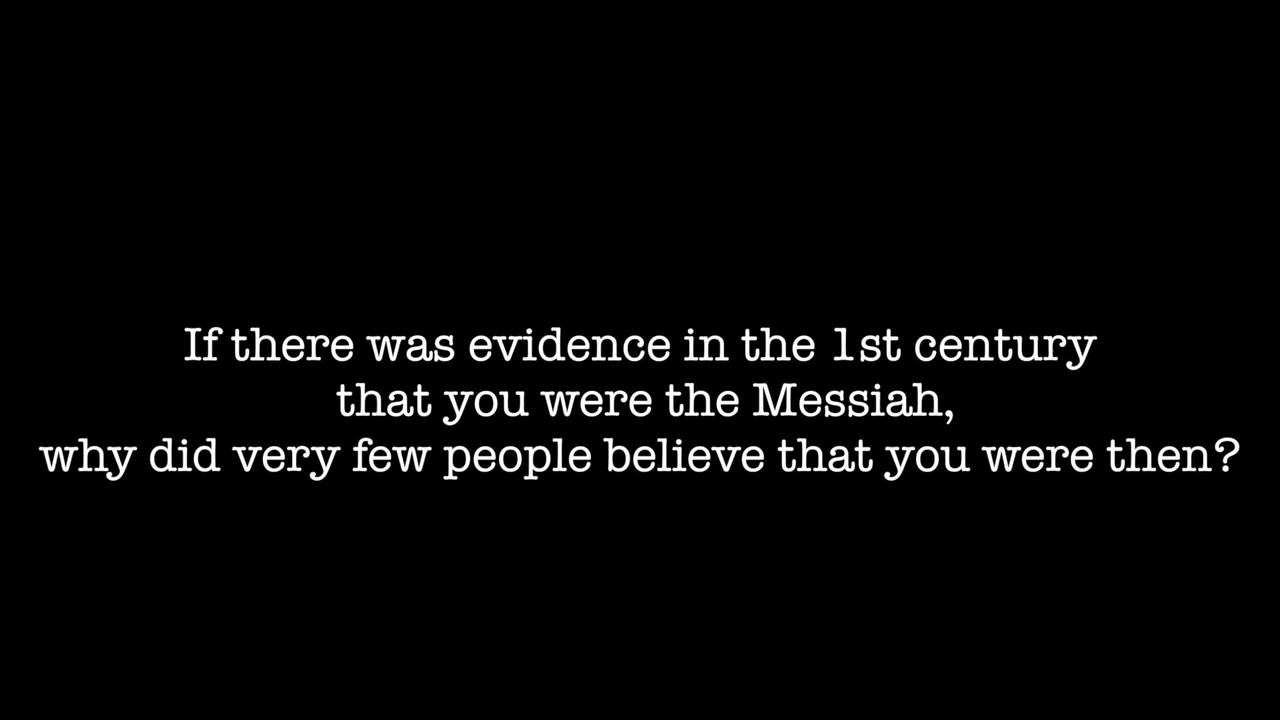 If there was evidence in the 1st century
that you were the Messiah,
why did very few people believe that you were then?